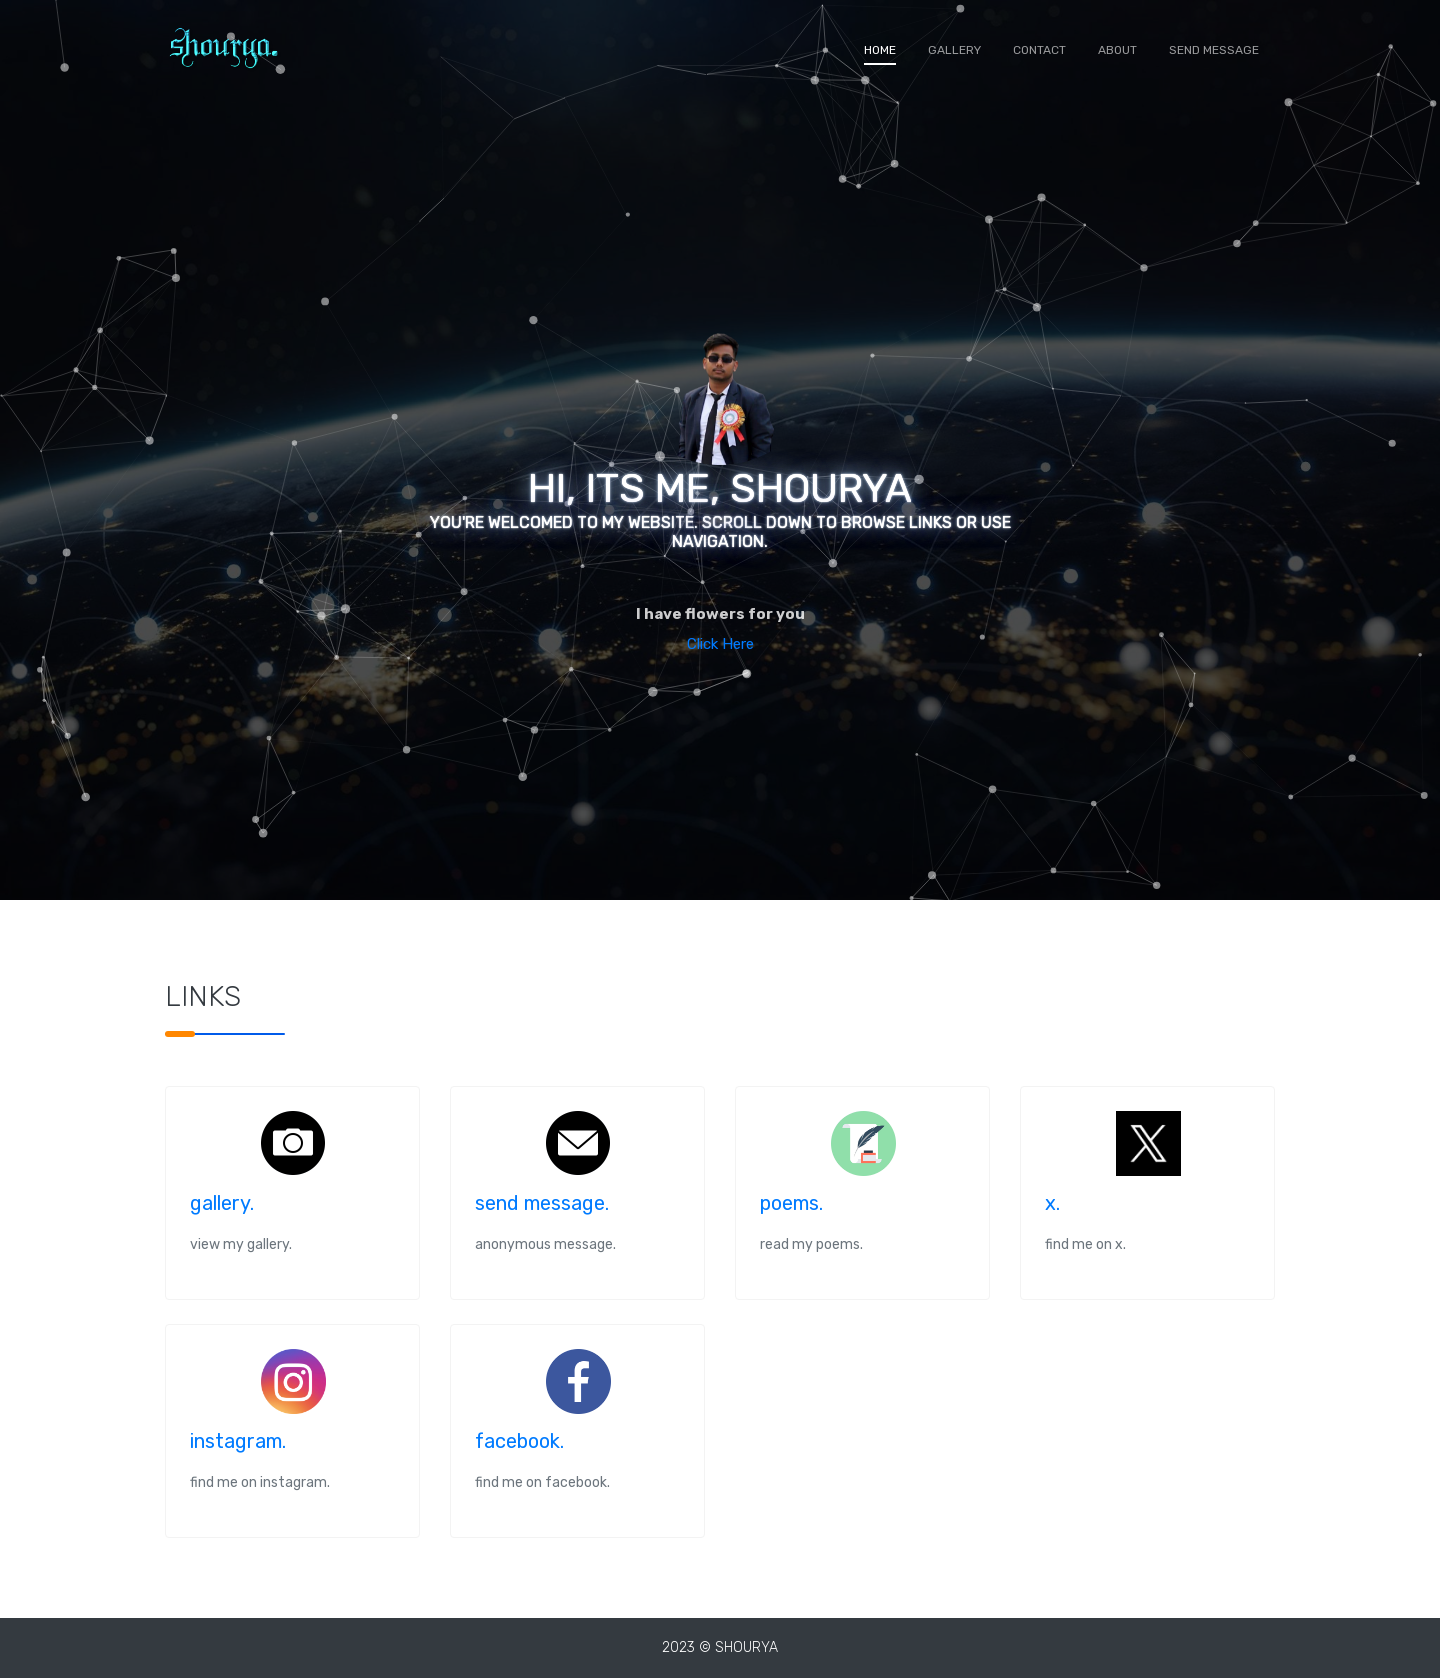 shourya.
HOME GALLERY CONTACT ABOUT SEND MESSAGE
HI, ITS ME, SHOURYA
YOU'RE WELCOMED TO MY WEBSITE. SCROLL DOWN TO BROWSE LINKS OR USE
NAVIGATION.
I have flowers for you
Click Here
LINKS
gallery.
view my gallery.
send message.
anonymous message.
poems.
read my poems.
x.
find me on x.
instagram.
find me on instagram.
facebook.
find me on facebook.
2023 © SHOURYA